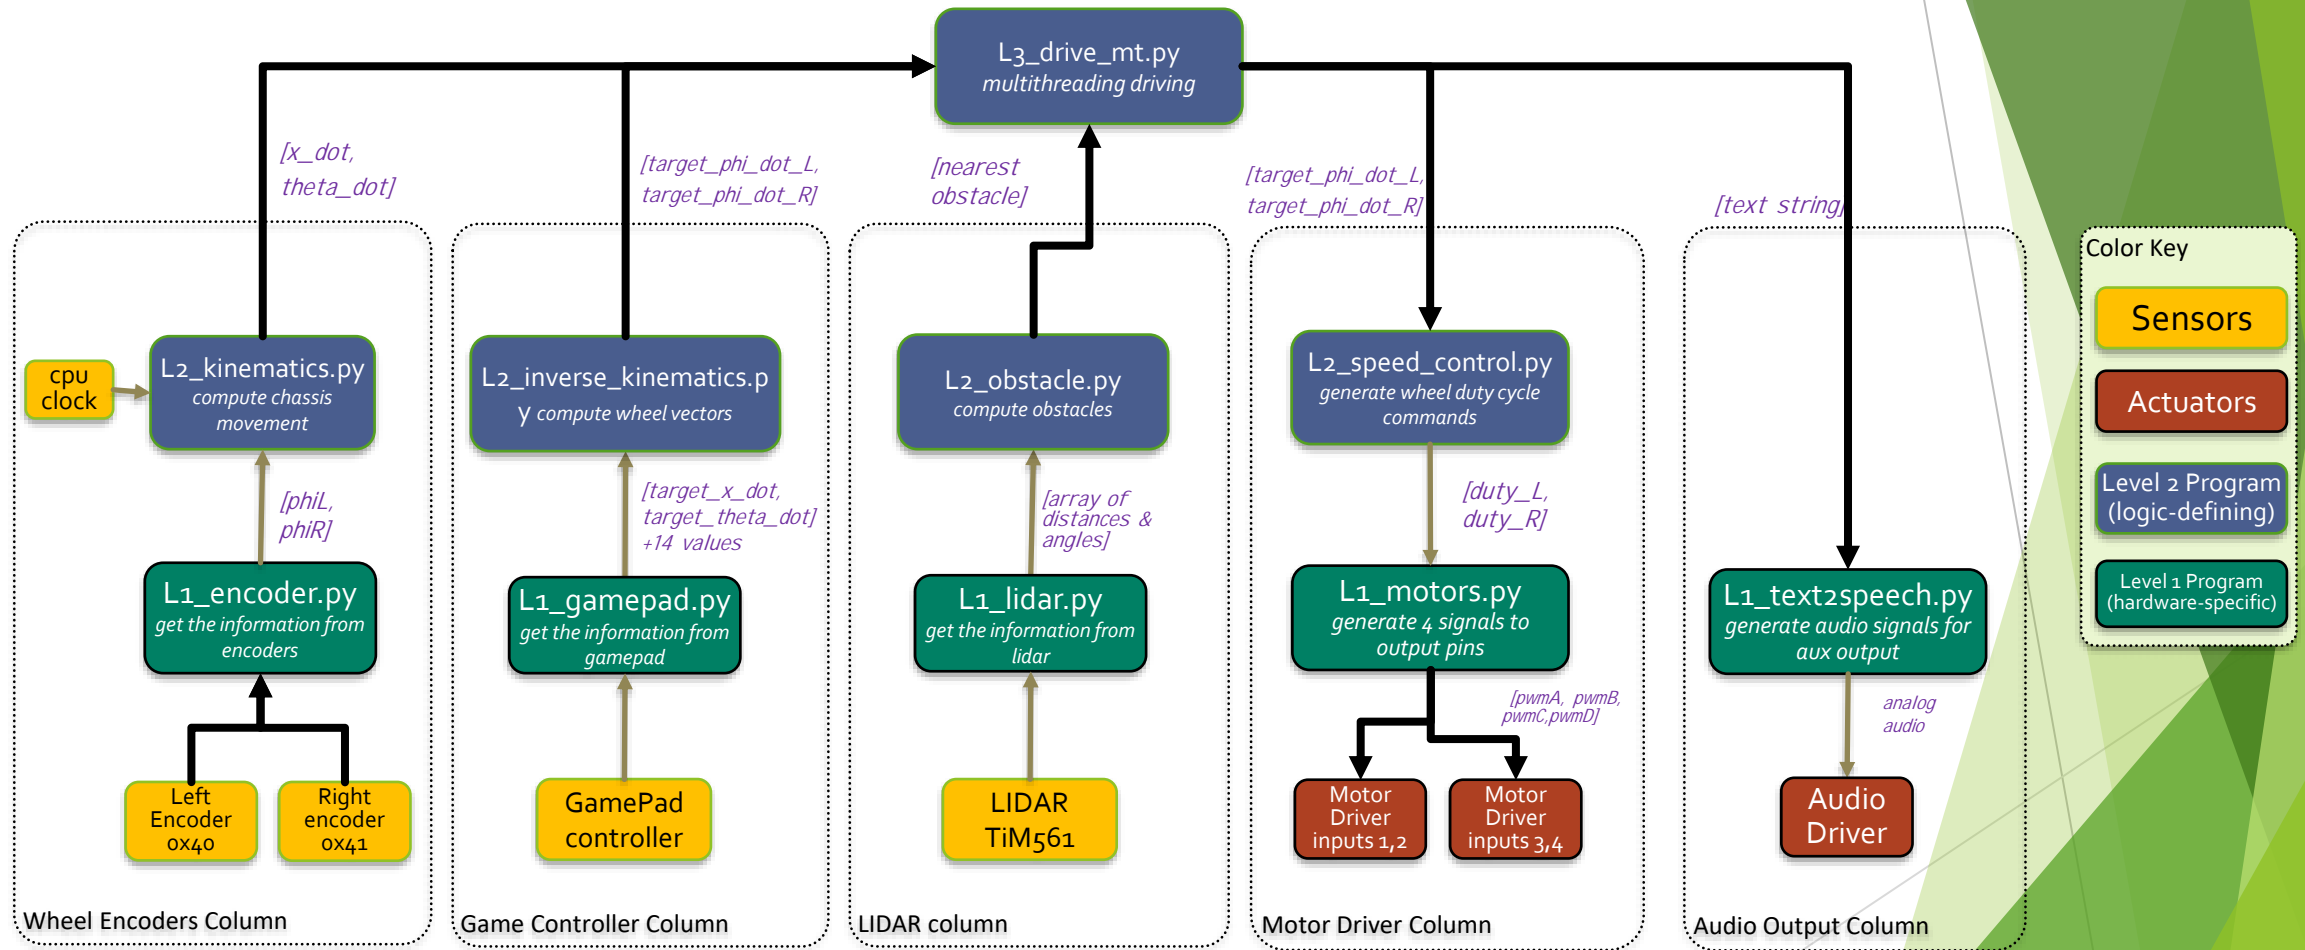 L3_drive_mt.py
multithreading driving
[x_dot,
theta_dot]
[target_phi_dot_L,
target_phi_dot_R]
[nearest
obstacle]
[target_phi_dot_L,
target_phi_dot_R]
[text string]
cpu
clock
L2_kinematics.py
compute chassis
movement
[phiL,
phiR]
L1_encoder.py
get the information from
encoders
Left
Encoder
0x40
Right
encoder
0x41
Wheel Encoders Column
L2_inverse_kinematics.p
y compute wheel vectors
[target_x_dot,
target_theta_dot]
+14 values
L1_gamepad.py
get the information from
gamepad
GamePad
controller
Game Controller Column
L2_obstacle.py
compute obstacles
[array of
distances &
angles]
L1_lidar.py
get the information from
lidar
LIDAR
TiM561
LIDAR column
L2_speed_control.py
generate wheel duty cycle
commands
[duty_L,
duty_R]
L1_motors.py
generate 4 signals to
output pins
[pwmA, pwmB,
pwmC,pwmD]
Motor
Driver
inputs 1,2
Motor
Driver
inputs 3,4
Motor Driver Column
L1_text2speech.py
generate audio signals for
aux output
analog
audio
Audio
Driver
Audio Output Column
Color Key
Sensors
Actuators
Level 2 Program
(logic-defining)
Level 1 Program
(hardware-specific)